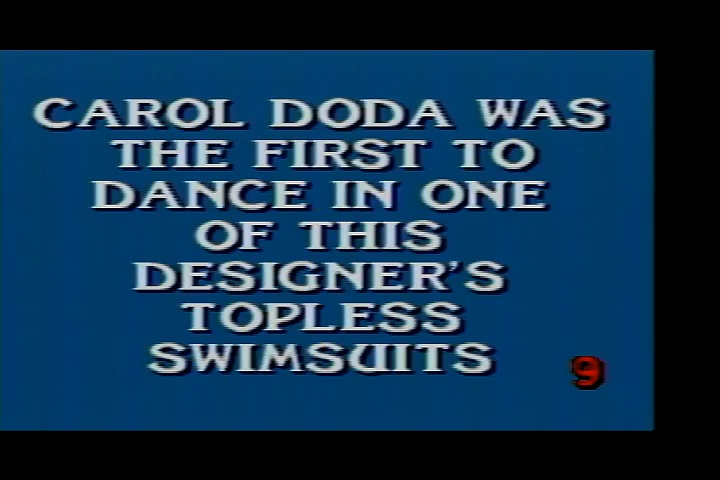 CAROL DODA WAS
THE FIRST TO
DANCE IN ONE
OF THIS
DESIGNER'S
TOPLESS
SWIMSUITS
9